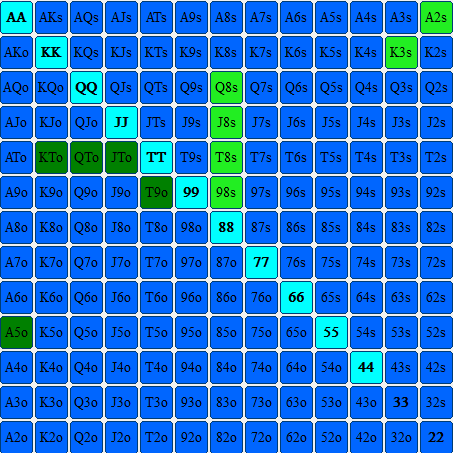 AA AKs AQs AJs ATs A9s A8s A7s A6s A5s A4s A3s A2s
AKo KK KQs KJs KTs K9s K8s K7s K6s K5s K4s K3s K2s
AQo KQo QQ QJs QTs Q9s Q8s Q7s Q6s Q5s Q4s Q3s Q2s
AJo KJo QJo JJ JTs J9s J8s J7s J6s J5s J4s J3s J2s
ATo KTo QTo JTo TT T9s T8s T7s T6s T5s T4s T3s T2s
A9o K9o Q9o J9o T9o 99 98s 97s 96s 95s 94s 93s 92s
A8o K8o Q8o J8o T8o 98o 88 87s 86s 85s 84s 83s 82s
A7o K7o Q7o J7o T7o 97o 87o 77 76s 75s 74s 73s 72s
A6o K6o Q6o J6o T6o 96o 86o 76o 66 65s 64s 63s 62s
A5o K5o Q5o J5o T5o 95o 85o 75o 65o 55 54s 53s 52s
A4o K4o Q4o J4o T4o 94o 84o 74o 64o 54o 44 43s 42s
A3o K3o Q3o J3o T3o 93o 83o 73o 63o 53o 43o 33 32s
A2o K2o Q2o J2o T2o 92o 82o 72o 62o 52o 42o 32o 22